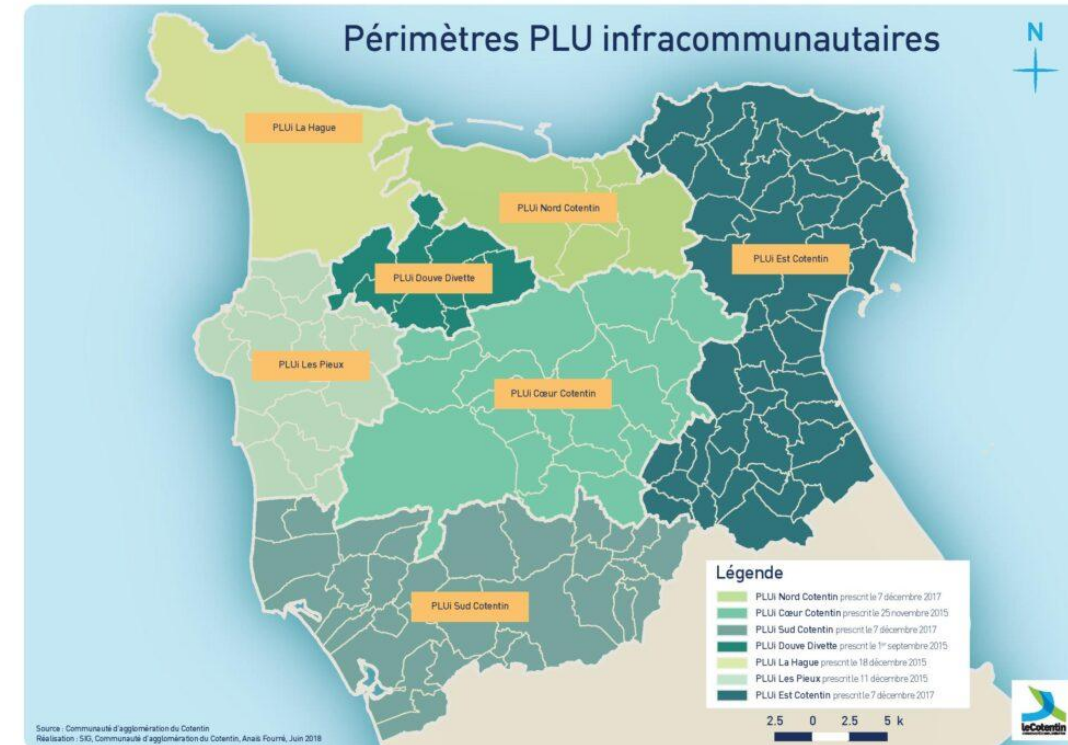 Périmètres PLU infracommunautaires
N
PLUi La Hague
PLUi Nord Cotentin
PLUi Est Cotentin
PLUi Douve Divette
PLUi Les Pieux
PLUi Cœur Cotentin
PLUi Sud Cotentin
Légende
PLUi Nord Cotentin prescrit le 7 décembre 2017
PLUi Cœur Cotentin prescrit le 25 novembre 2015
PLUi Sud Cotentin prescrit le 7 décembre 2017
PLUi Douve Divette prescrit le 1er septembre 2015
PLUi La Hague prescrit le 18 décembre 2015
PLUi Les Pieux prescrit le 11 décembre 2015
PLUi Est Cotentin prescrit le 7 décembre 2017
2.5 0 2.5 5 k
Source : Communauté d'agglomération du Cotentin
Réalisation : SIG, Communauté d'agglomération du Cotentin, Anaïs Fourré, Juin 2018
leCotentin